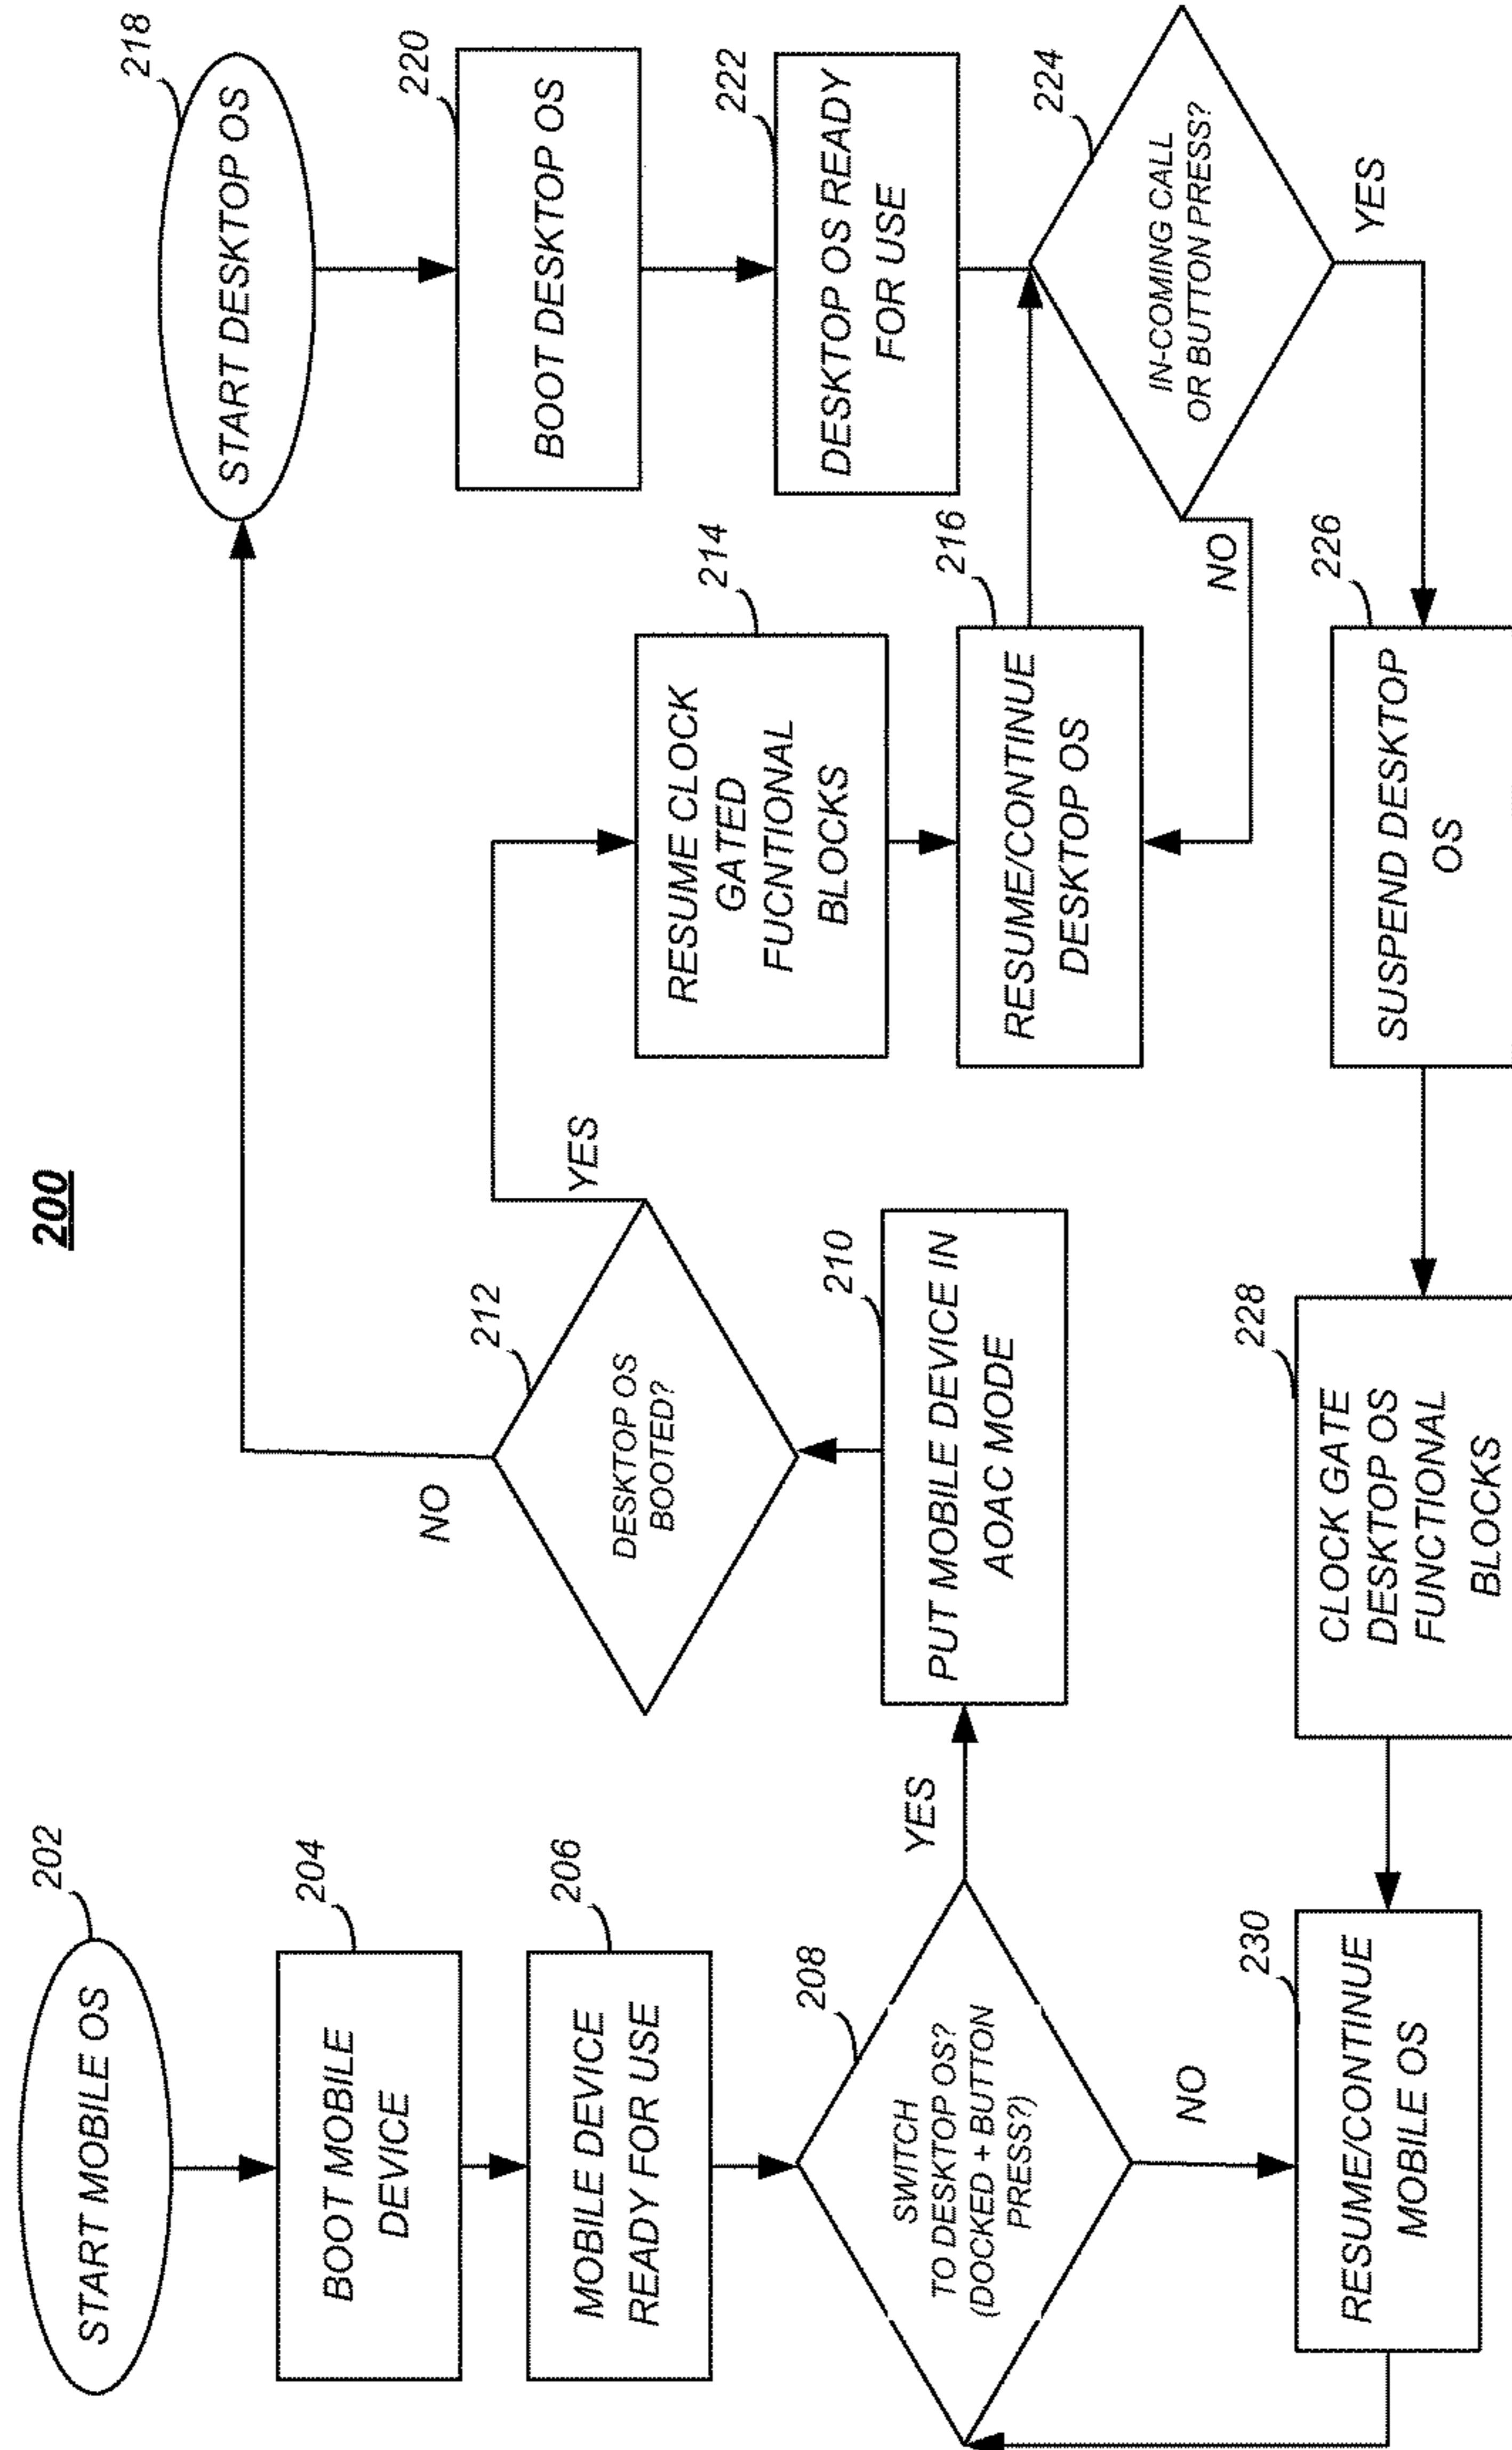 200
202
START MOBILE OS
204
BOOT MOBILE
DEVICE
206
MOBILE DEVICE
READY FOR USE
208
SWITCH
TO DESKTOP OS?
(DOCKED + BUTTON
PRESS?)
YES
NO
210
PUT MOBILE DEVICE IN
AOAC MODE
212
DESKTOP OS
BOOTED?
NO
YES
214
RESUME CLOCK
GATED
FUCNTIONAL
BLOCKS
216
RESUME/CONTINUE
DESKTOP OS
218
START DESKTOP OS
220
BOOT DESKTOP OS
222
DESKTOP OS READY
FOR USE
224
IN-COMING CALL
OR BUTTON PRESS?
NO
YES
226
SUSPEND DESKTOP
OS
228
CLOCK GATE
DESKTOP OS
FUNCTIONAL
BLOCKS
230
RESUME/CONTINUE
MOBILE OS